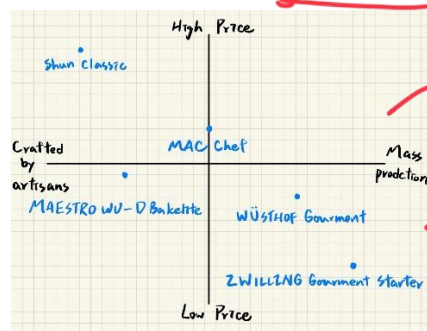 High Price
Shun Classic
MAC Chef
Crafted
by
artisans
Mass
prodction
MAESTRO WU-D Bakelite
WÜSTHOF Gourment
ZWILLING Gourment Starter
Low Price